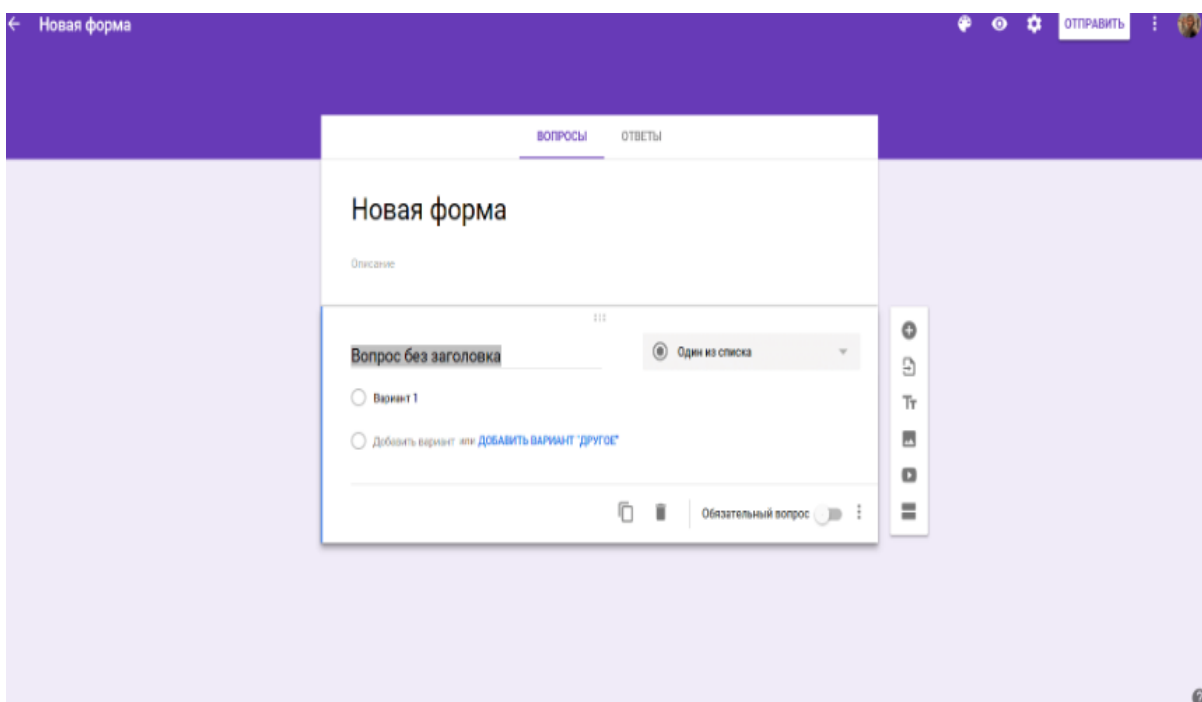 Новая форма
ОТПРАВИТЬ
ВОПРОСЫ ОТВЕТЫ
Новая форма
Описание
Вопрос без заголовка
Один из списка
Вариант 1
Добавить вариант или ДОБАВИТЬ ВАРИАНТ "ДРУГОЕ"
Обязательный вопрос